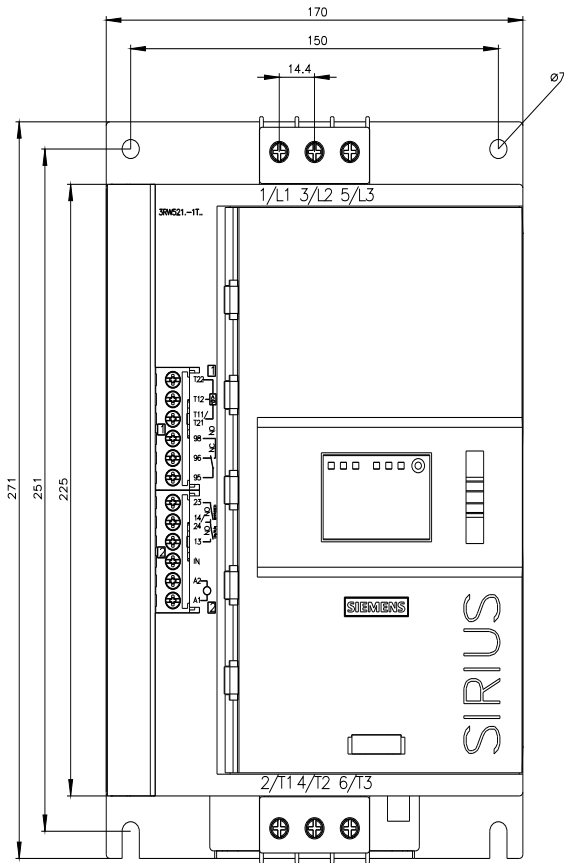 170
150
14.4
ø7
1/L1 3/L2 5/L3
3RW521.-1T..
1
T22
T12
T11/
T21
NO
98
NC
96
95
271
251
225
23
NO
14
24
NO
13
IN
A2
A1
2
SIEMENS
SIRIUS
2/T1 4/T2 6/T3